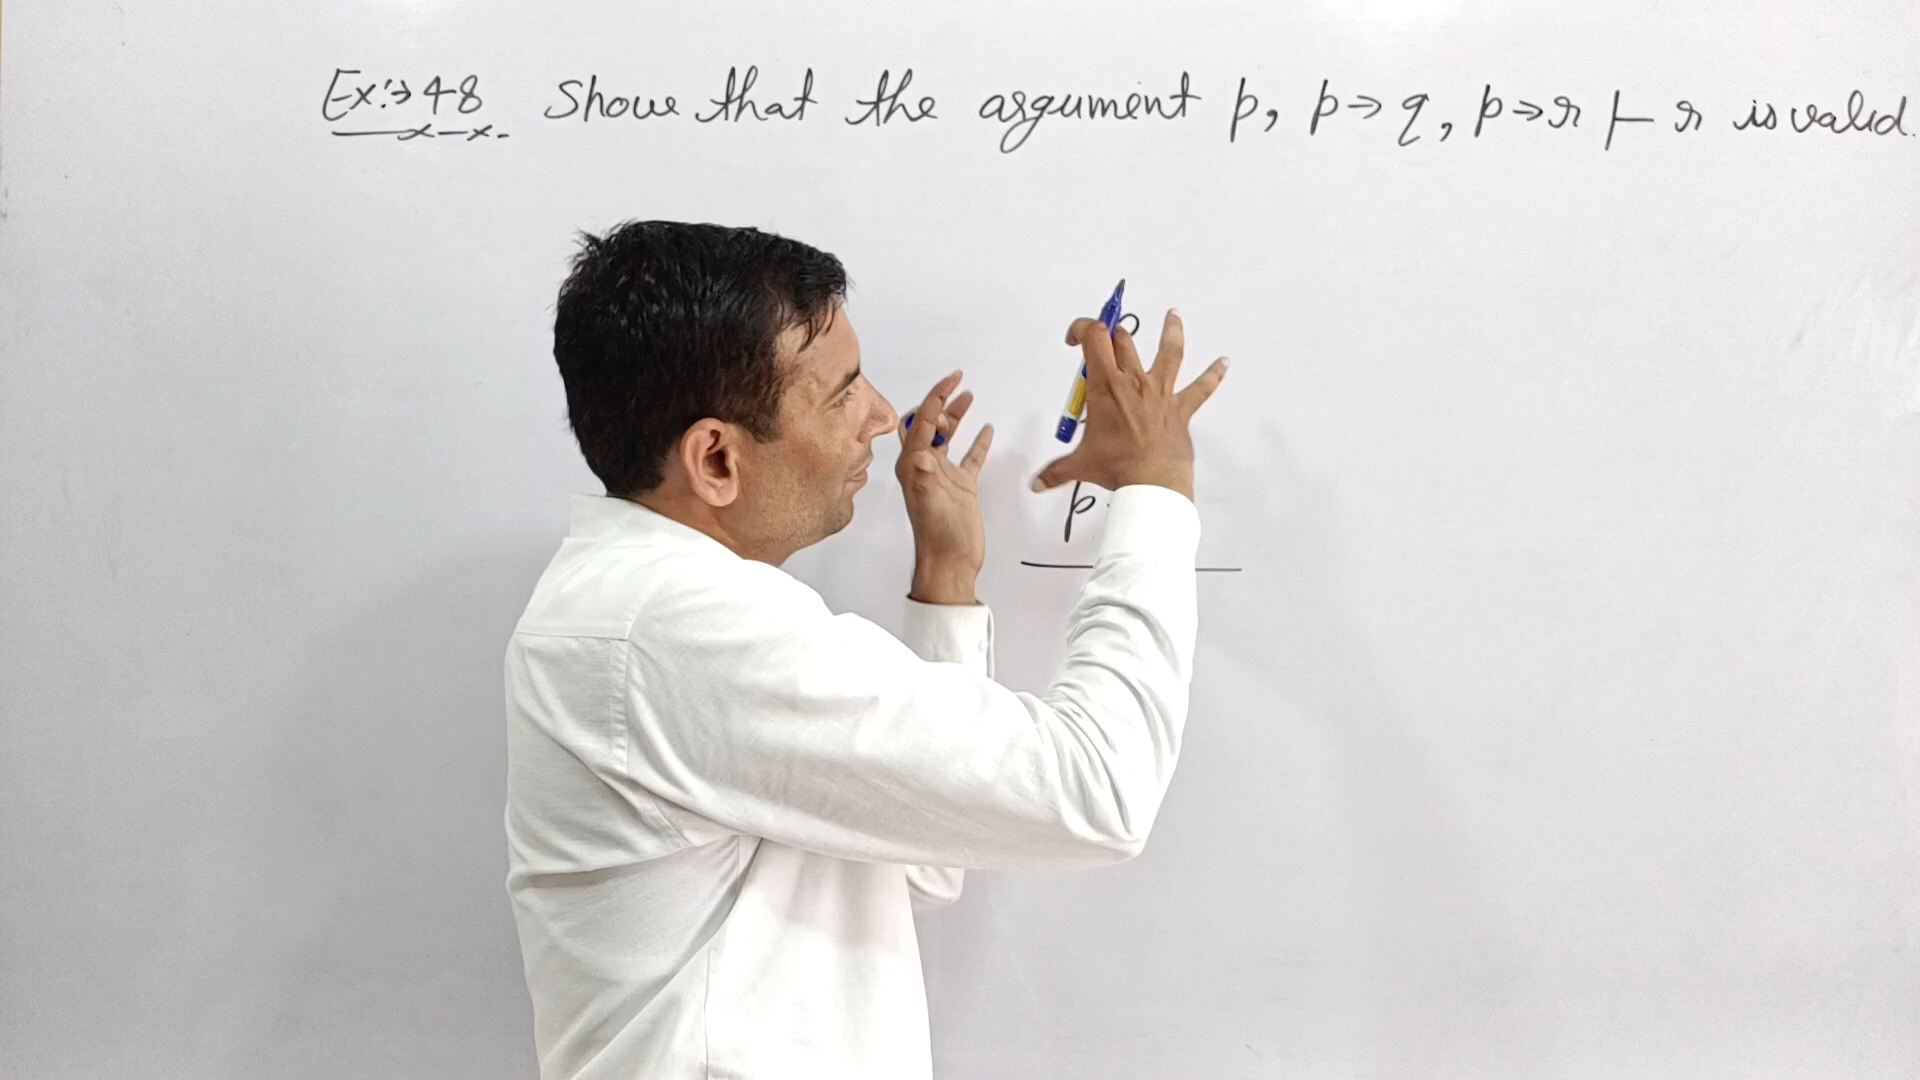 Ex:→ 48 Show that the argument p, p→q, p→r ⊢ r is valid.
p